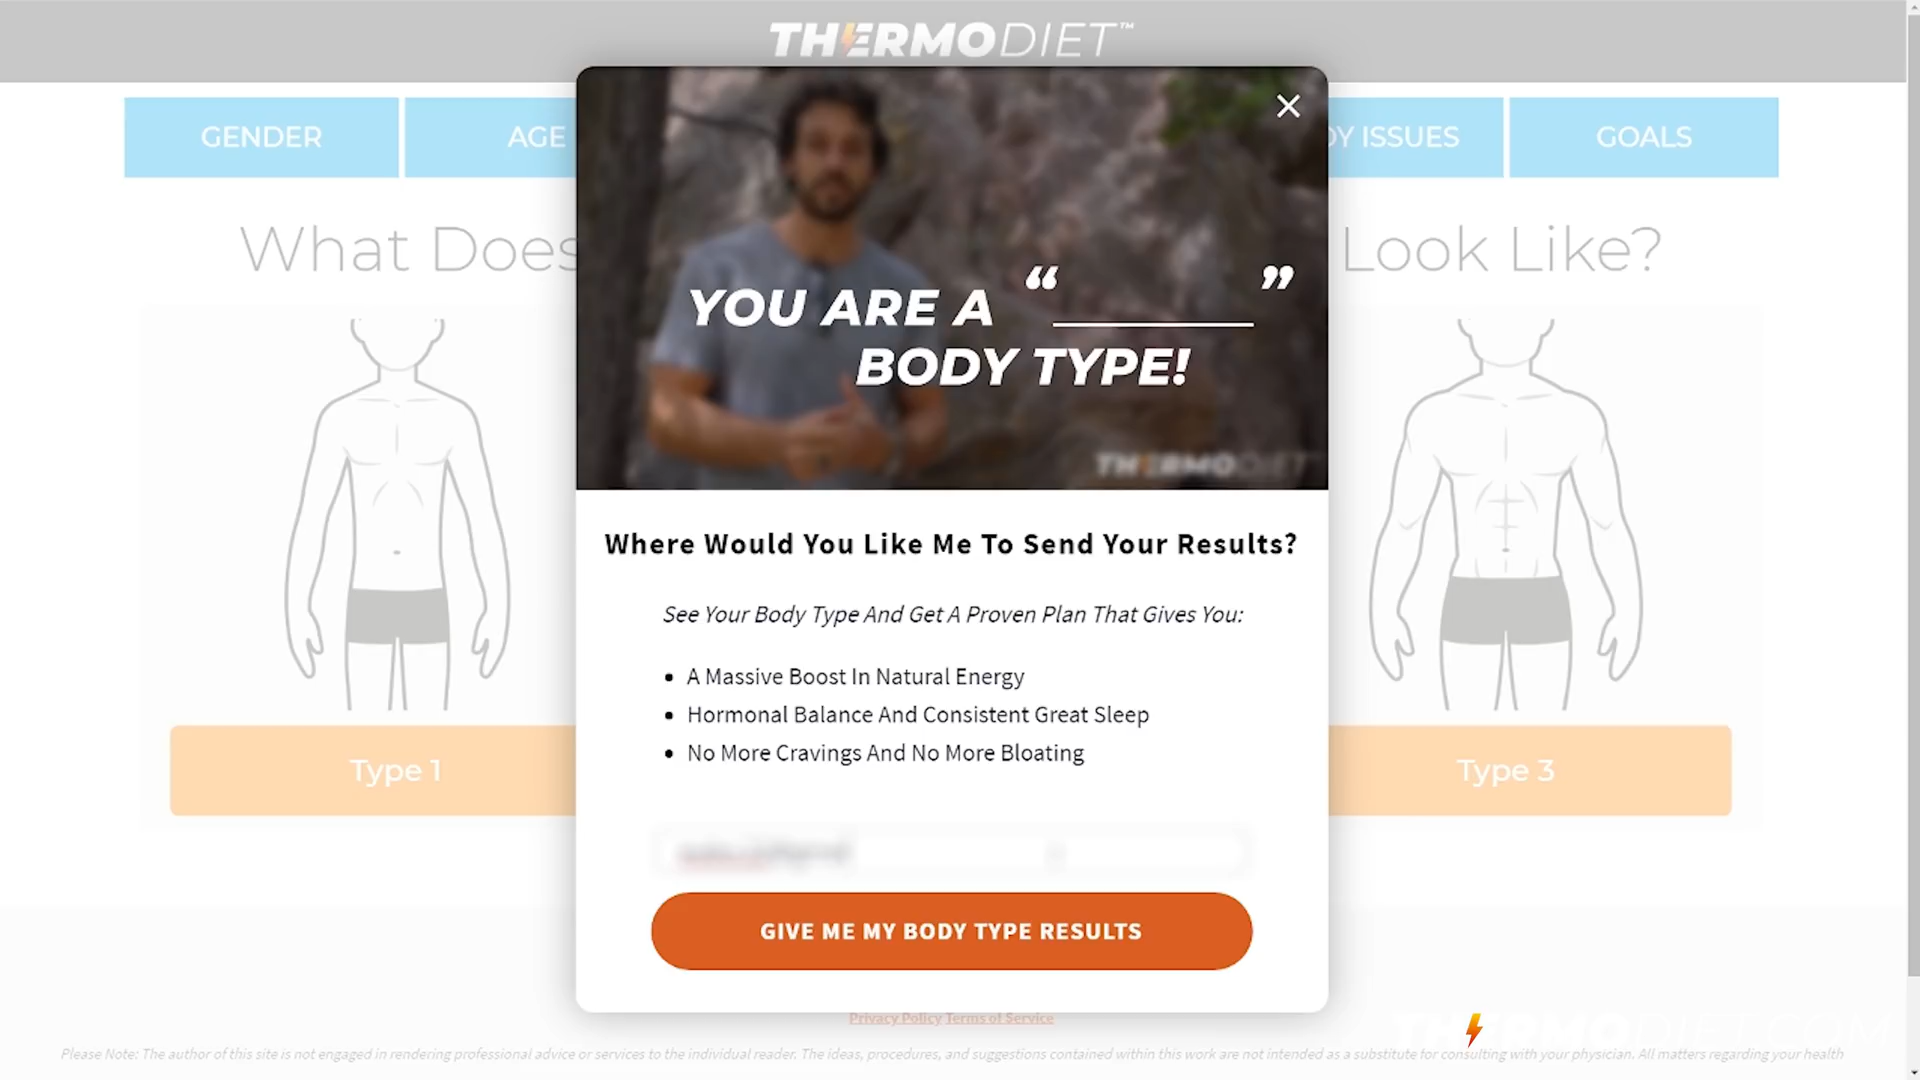 THERMODIET™
GENDER
AGE
Y ISSUES
GOALS
What Does
Look Like?
“ ”
YOU ARE A
BODY TYPE!
THERMODIET
Where Would You Like Me To Send Your Results?
See Your Body Type And Get A Proven Plan That Gives You:
• A Massive Boost In Natural Energy
• Hormonal Balance And Consistent Great Sleep
• No More Cravings And No More Bloating
Type 1
Type 3
GIVE ME MY BODY TYPE RESULTS
Privacy Policy Terms of Service
THERMODIET.COM
Please Note: The author of this site is not engaged in rendering professional advice or services to the individual reader. The ideas, procedures, and suggestions contained within this work are not intended as a substitute for consulting with your physician. All matters regarding your health